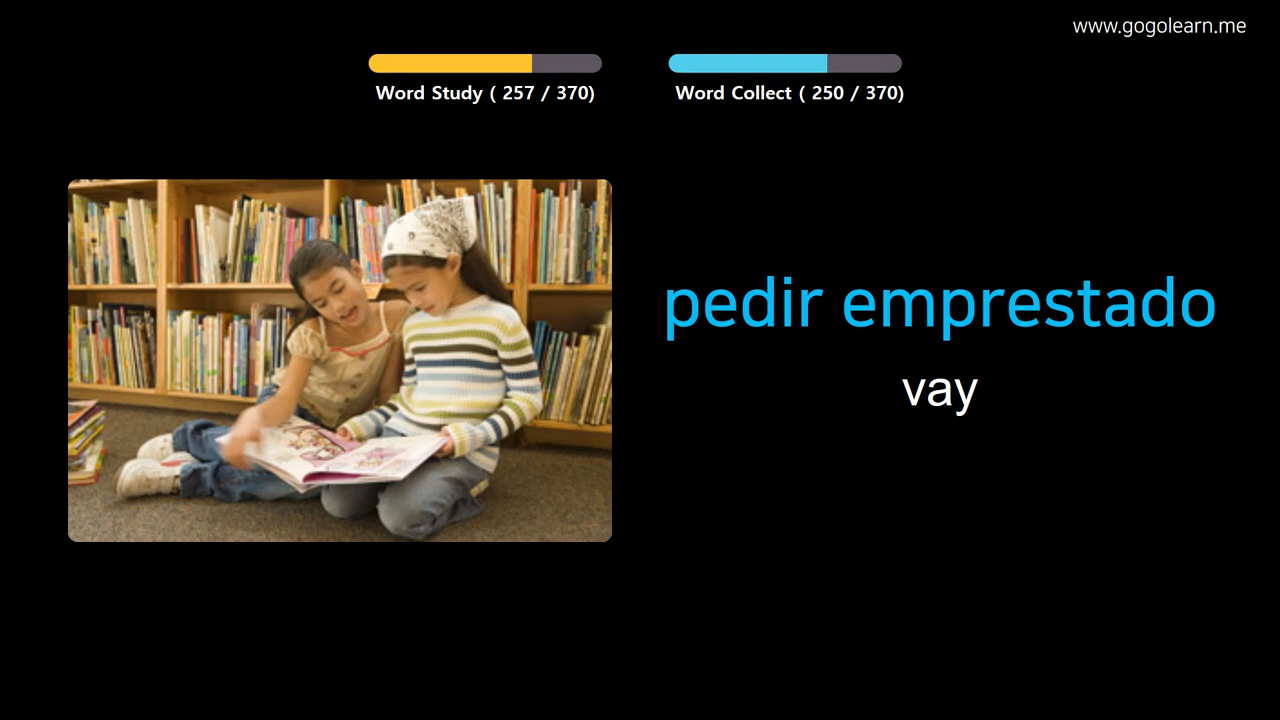 www.gogolearn.me
Word Study ( 257 / 370)
Word Collect ( 250 / 370)
pedir emprestado
vay